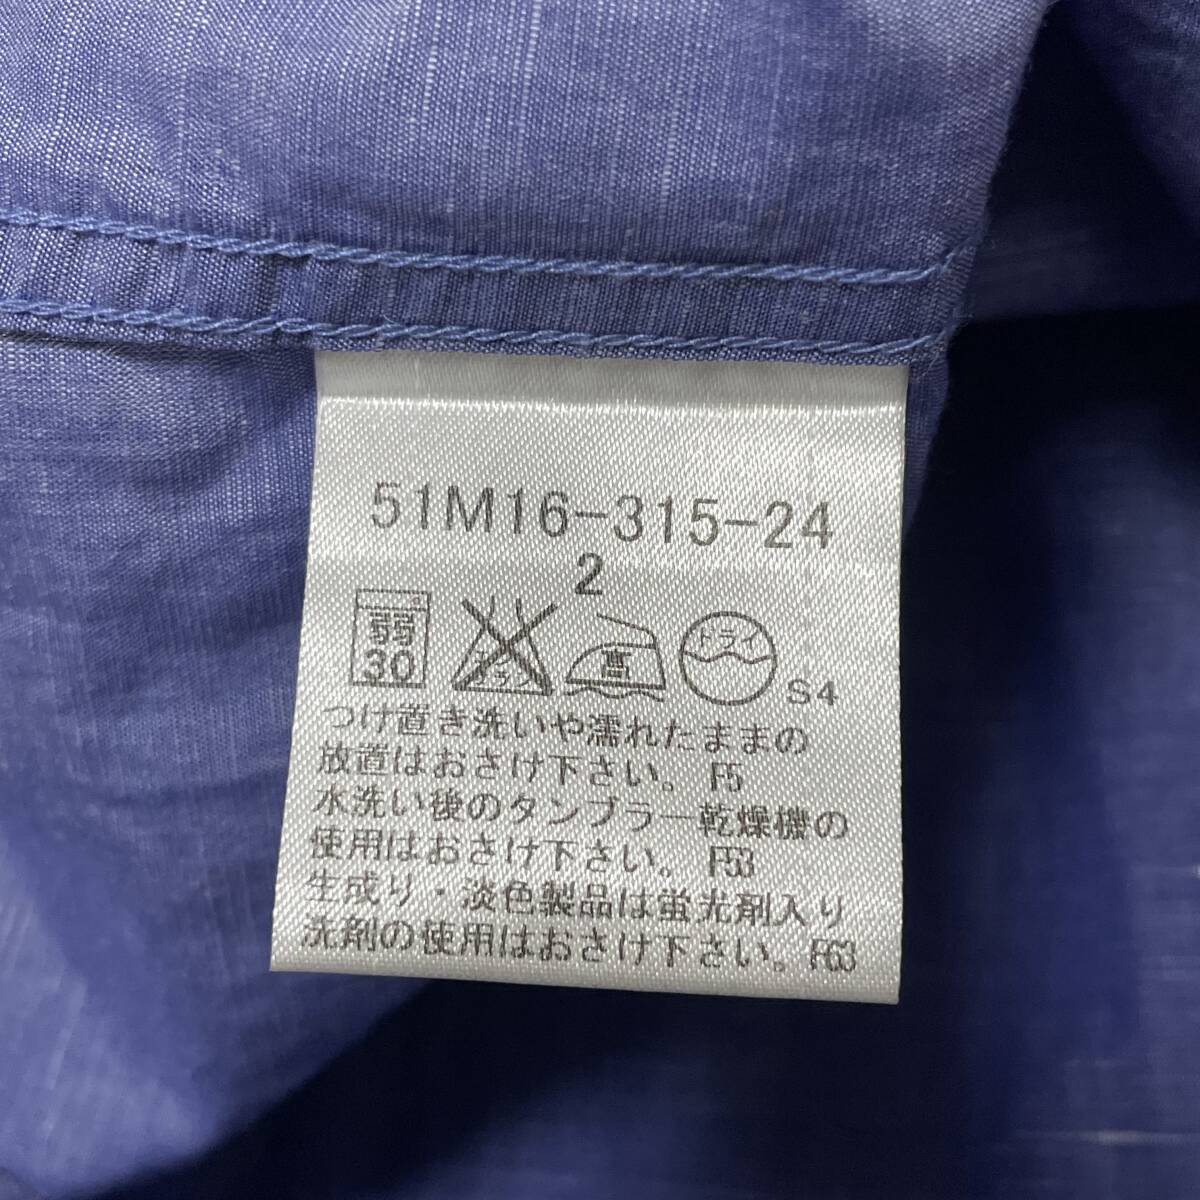 51M16-315-24
2
弱 30 エンソサラシ 高 ドライ S4
つけ置き洗いや濡れたままの
放置はおさけ下さい。F5
水洗い後のタンブラー乾燥機の
使用はおさけ下さい。F53
生成り・淡色製品は蛍光剤入り
洗剤の使用はおさけ下さい。F63